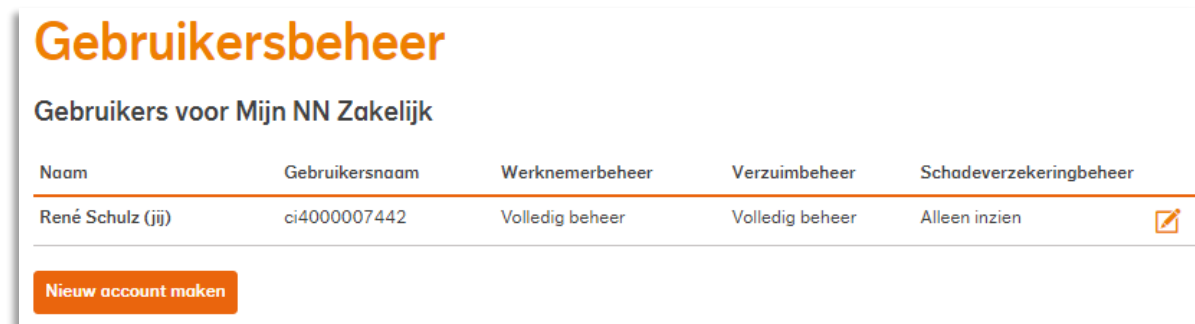 Gebruikersbeheer
Gebruikers voor Mijn NN Zakelijk
Naam Gebruikersnaam Werknemerbeheer Verzuimbeheer Schadeverzekeringbeheer
René Schulz (jij) ci4000007442 Volledig beheer Volledig beheer Alleen inzien
Nieuw account maken